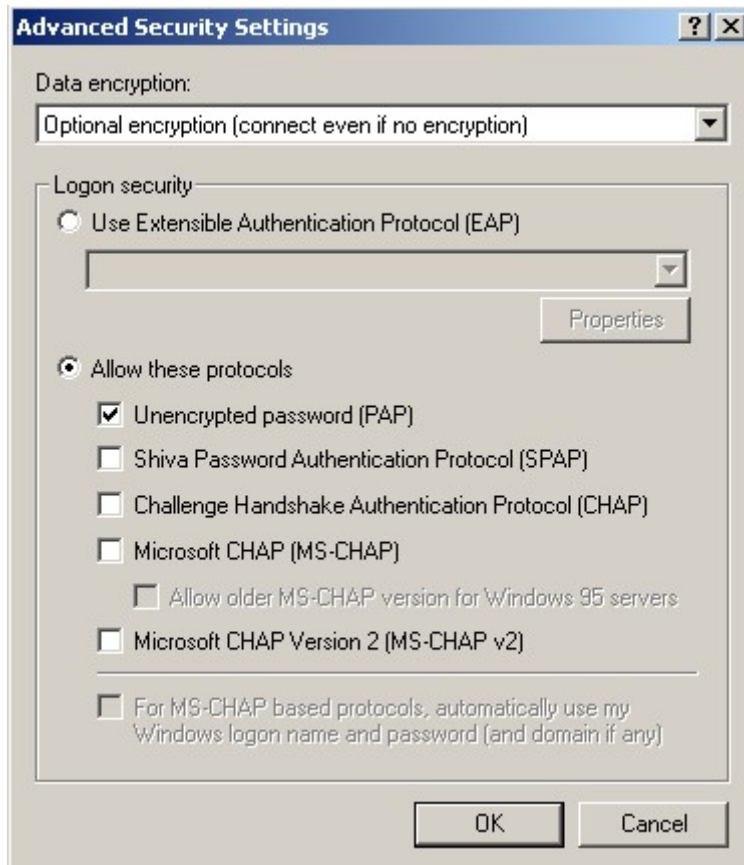 Advanced Security Settings
Data encryption:
Optional encryption (connect even if no encryption)
Logon security
Use Extensible Authentication Protocol (EAP)
Properties
Allow these protocols
Unencrypted password (PAP)
Shiva Password Authentication Protocol (SPAP)
Challenge Handshake Authentication Protocol (CHAP)
Microsoft CHAP (MS-CHAP)
Allow older MS-CHAP version for Windows 95 servers
Microsoft CHAP Version 2 (MS-CHAP v2)
For MS-CHAP based protocols, automatically use my
Windows logon name and password (and domain if any)
OK Cancel